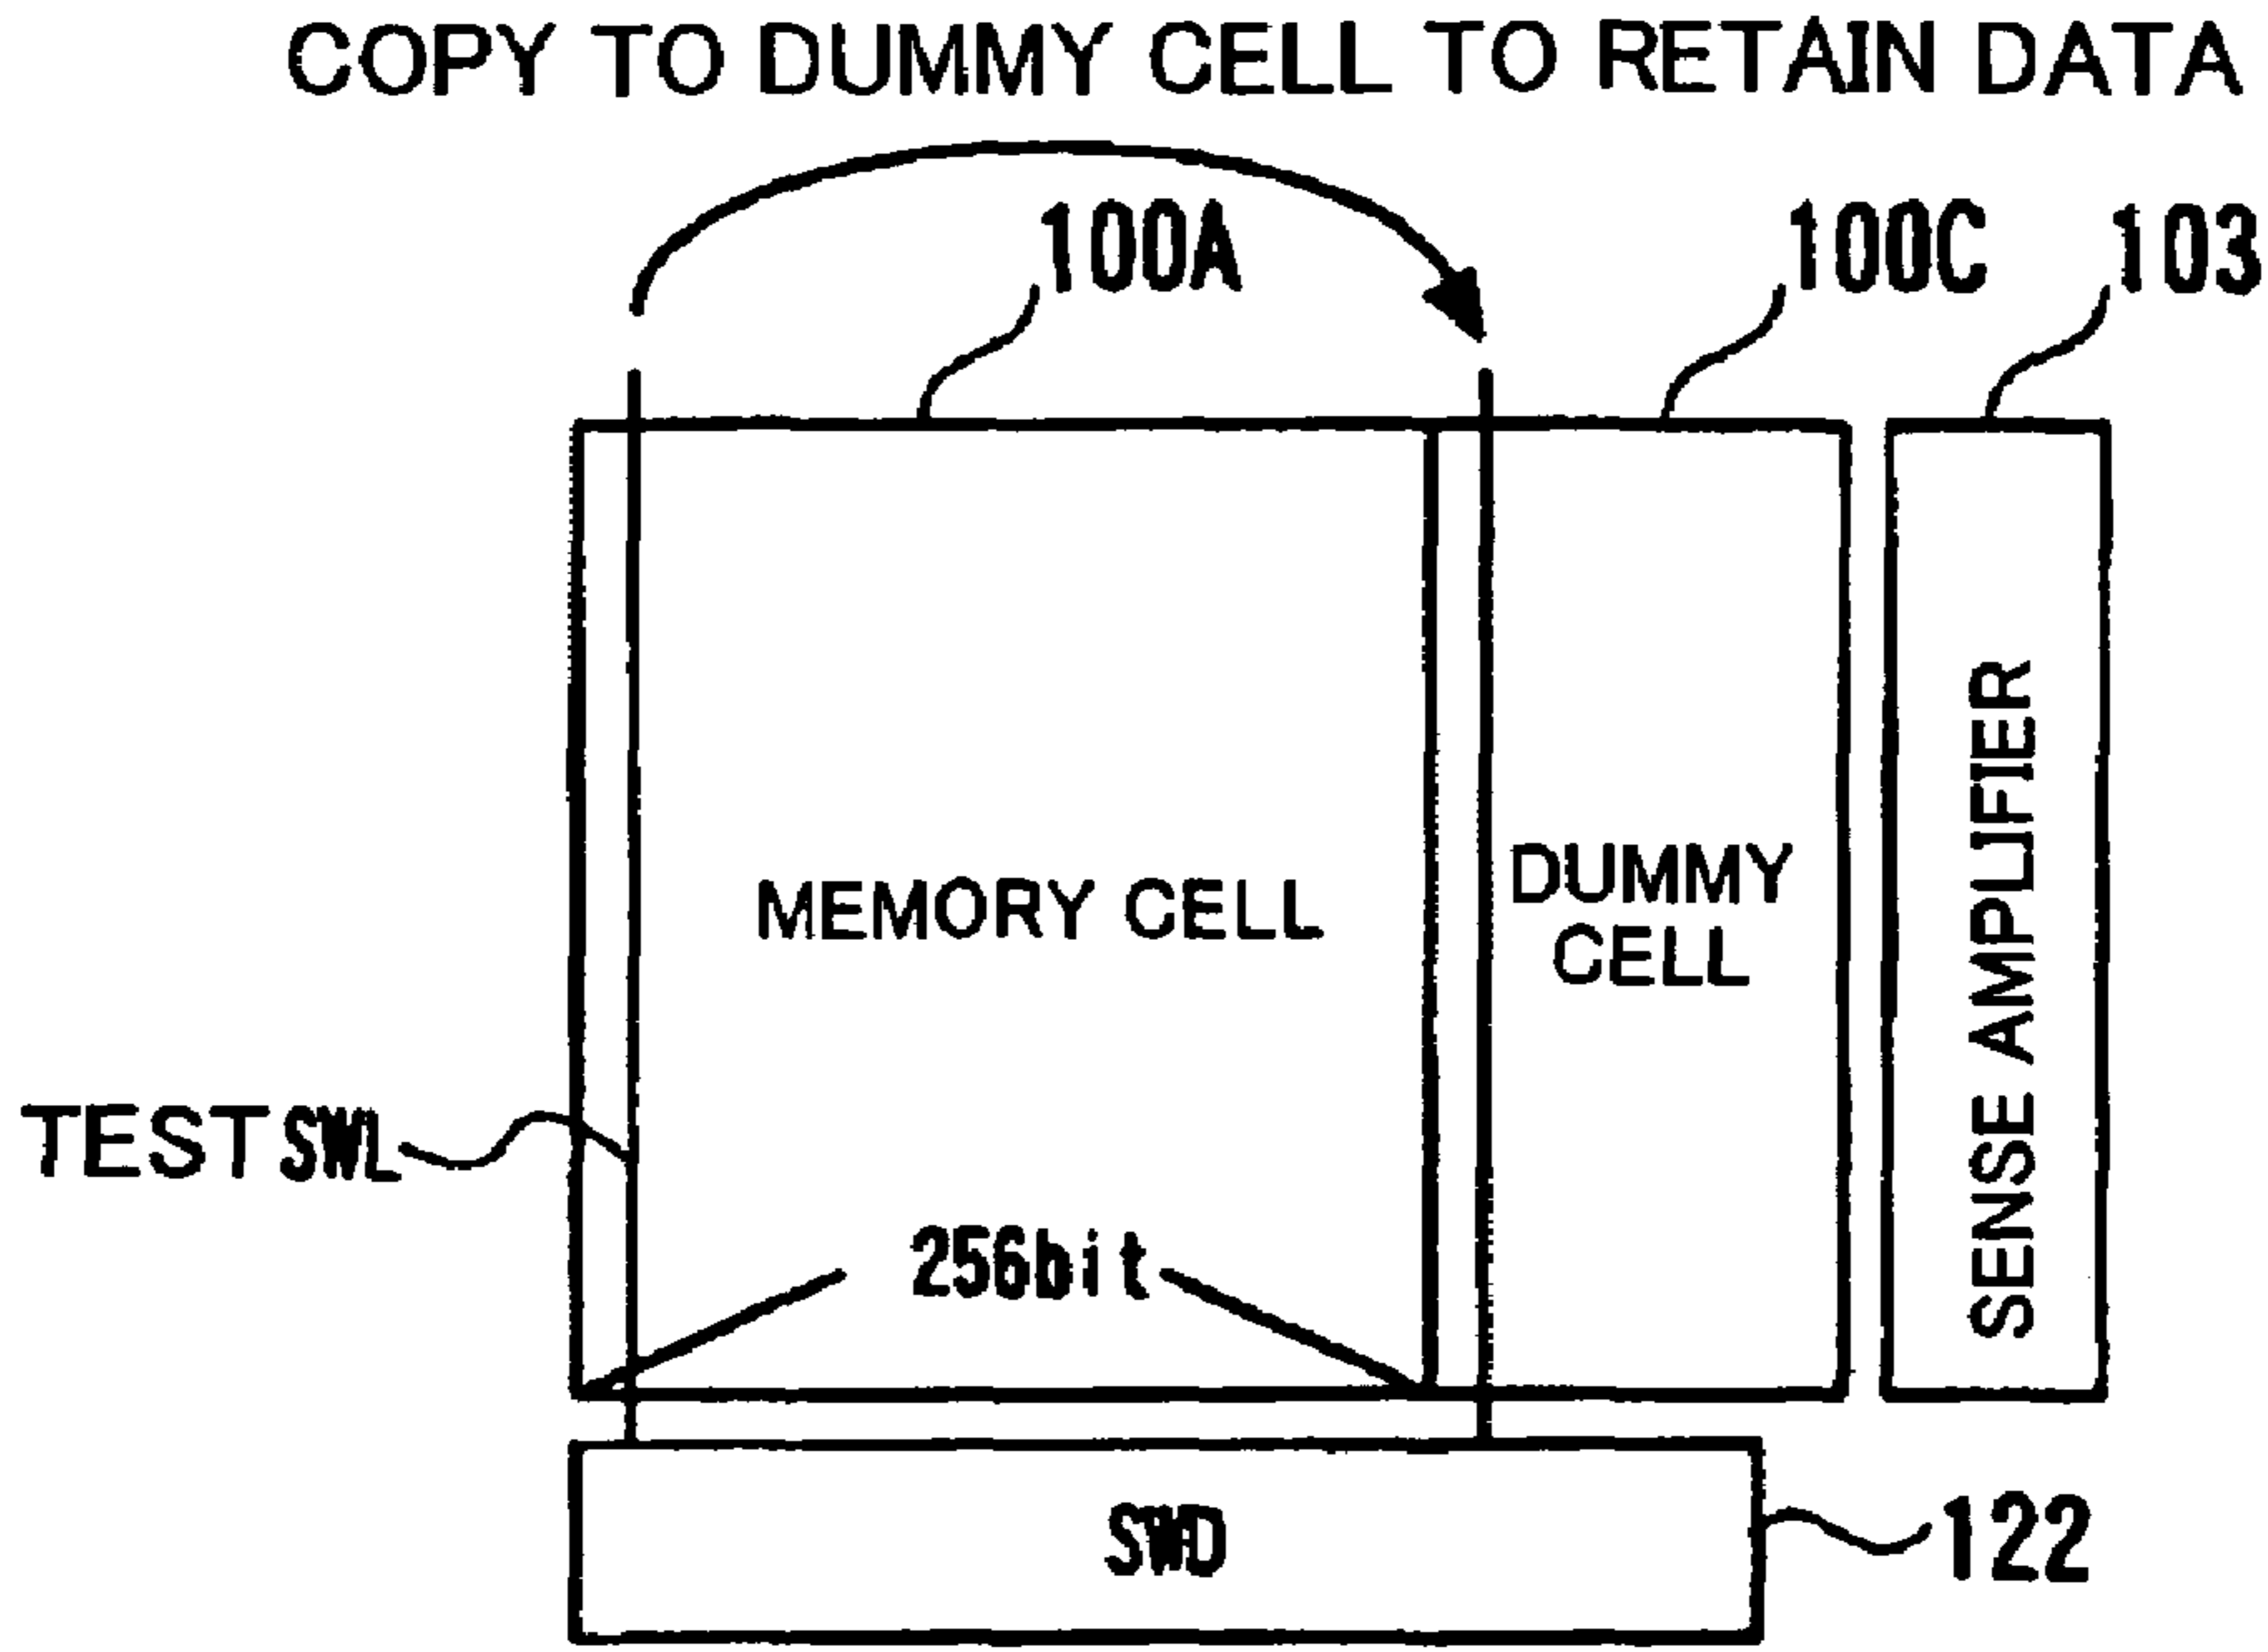 COPY TO DUMMY CELL TO RETAIN DATA
100A
100C
103
MEMORY CELL
DUMMY
CELL
SENSE AMPLIFIER
TEST SWL
256bit
SWD
122